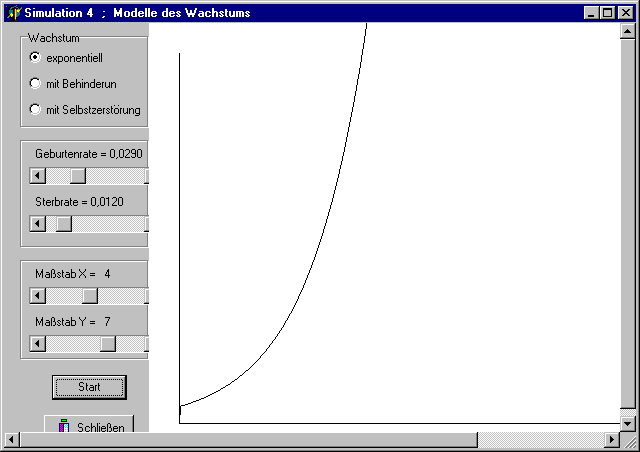 Simulation 4 ; Modelle des Wachstums
Wachstum
exponentiell
mit Behinderun
mit Selbstzerstörung
Geburtenrate = 0,0290
Sterbrate = 0,0120
Maßstab X = 4
Maßstab Y = 7
Start
Schließen